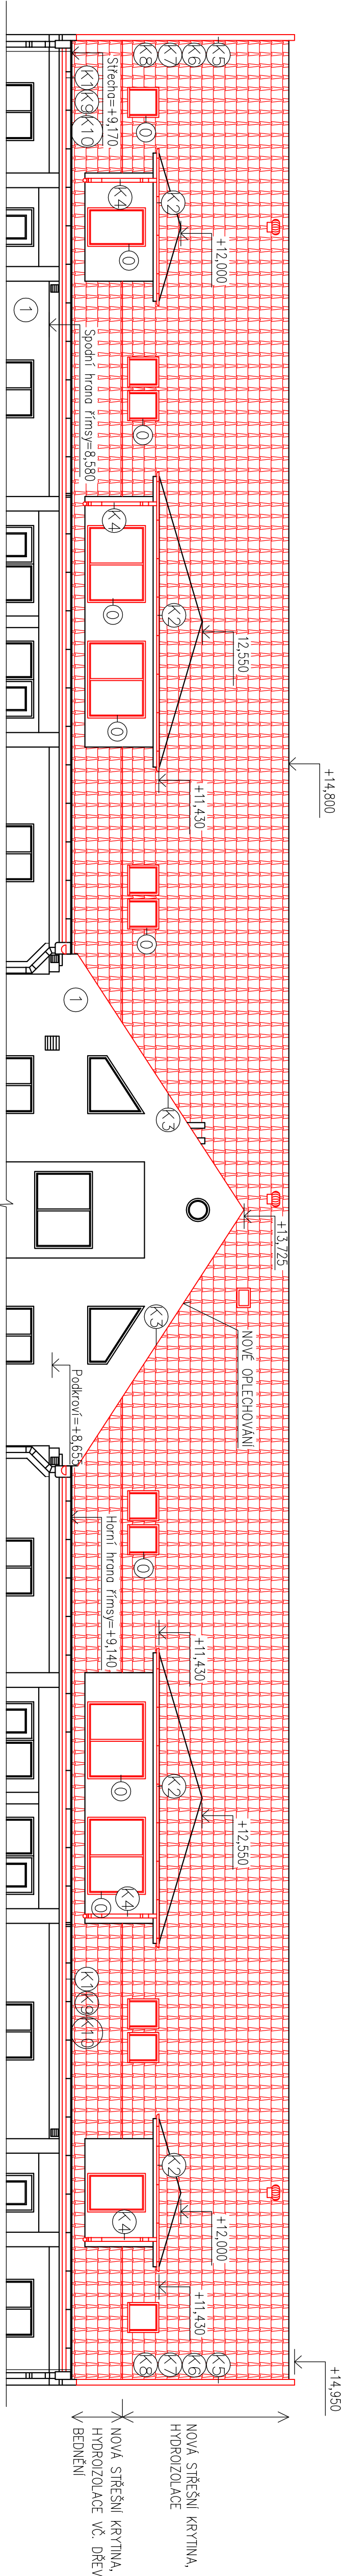 K5
K6
K7
K8
O
Střecha=+9,170
K1
K9
K10
K2
+12,000
K4
O
1
Spodní hrana římsy=8,580
O
K4
K2
12,550
O
O
+14,800
+11,430
O
1
K3
+13,725
NOVÉ OPLECHOVÁNÍ
K3
Podkroví=+8,655
Horní hrana římsy=+9,140
O
+11,430
K2
+12,550
O
K4
O
K1
K9
K10
K2
+12,000
K4
+11,430
K5
K6
K7
K8
+14,950
NOVÁ STŘEŠNÍ KRYTINA,
HYDROIZOLACE
NOVÁ STŘEŠNÍ KRYTINA,
HYDROIZOLACE VČ. DŘEV
BEDNĚNÍ